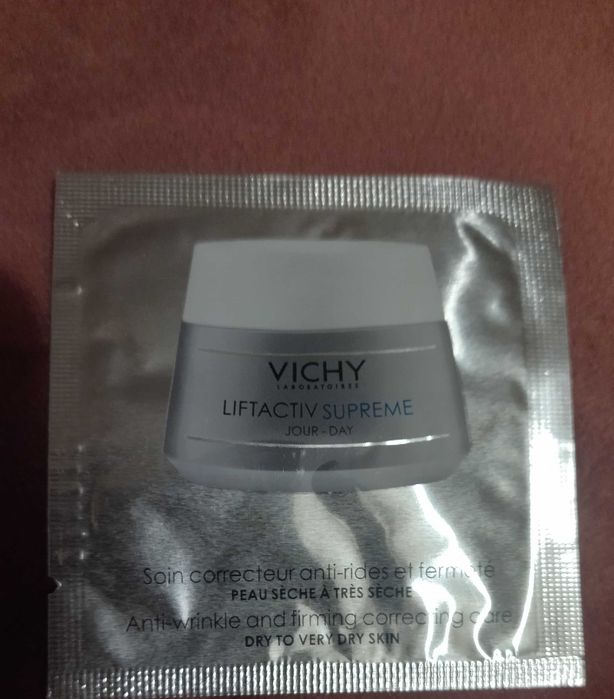 VICHY
LABORATOIRES
LIFTACTIV SUPREME
JOUR - DAY
Soin correcteur anti-rides et fermeté
PEAU SÈCHE À TRÈS SÈCHE
Anti-wrinkle and firming correcting care
DRY TO VERY DRY SKIN